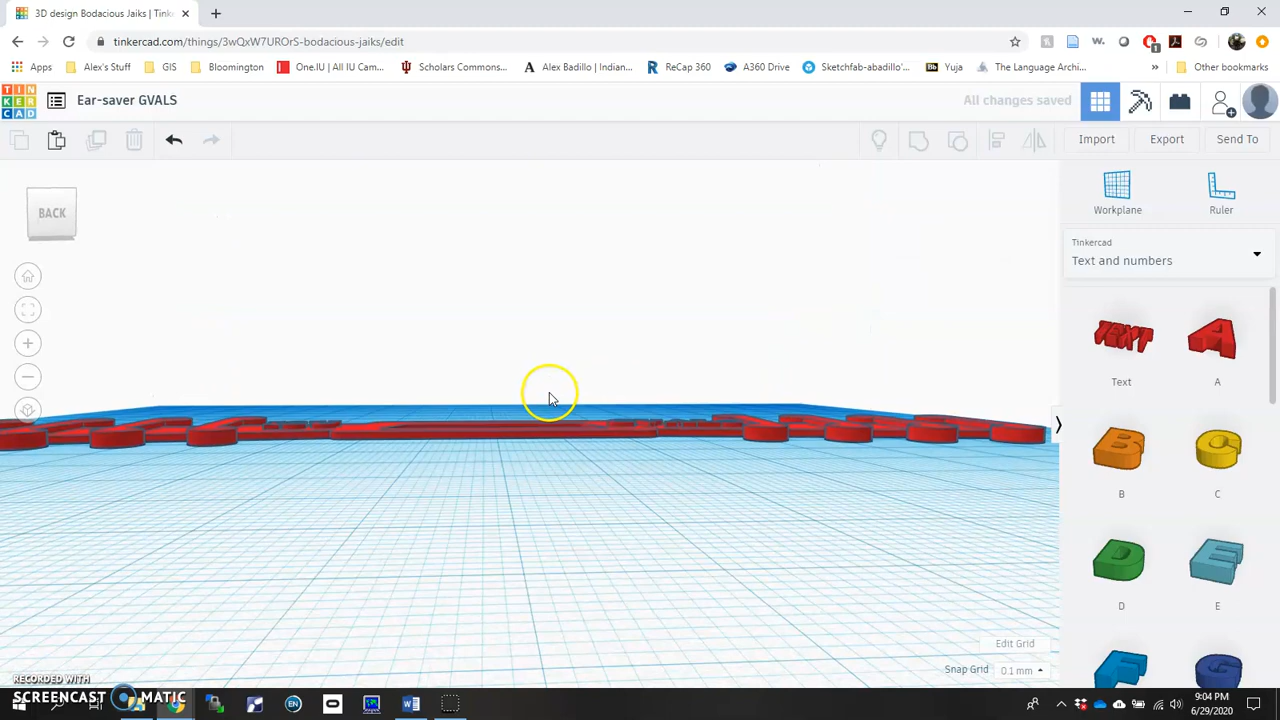 3D design Bodacious Jaiks | Tink
tinkercad.com/things/3wQxW7UROrS-bodacious-jaiks/edit
Apps Alex's Stuff GIS Bloomington One.IU | All IU Cam... Scholars Commons... Alex Badillo | Indian... ReCap 360 A360 Drive Sketchfab-abadillo'... Yuja The Language Archi... » Other bookmarks
TIN
KER
CAD
Ear-saver GVALS
All changes saved
Import Export Send To
BACK
Workplane Ruler
Tinkercad
Text and numbers
TEXT A
Text A
B C
B C
D E
D E
F G
Edit Grid
Snap Grid 0.1 mm
RECORDED WITH
SCREENCAST MATIC
9:04 PM
6/29/2020